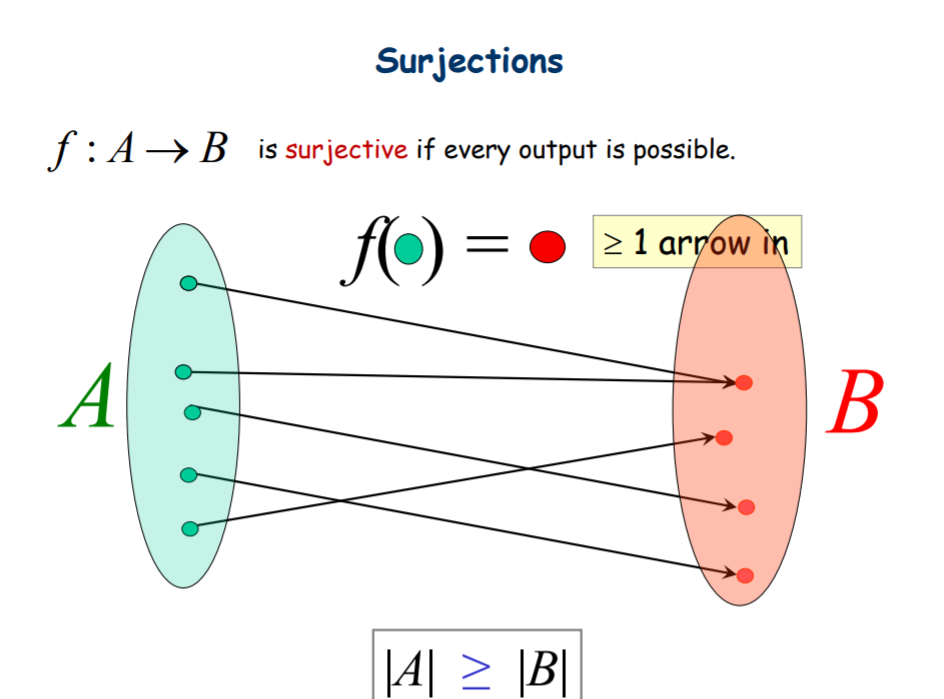 Surjections
f : A → B is surjective if every output is possible.
f( ) =
≥ 1 arrow in
A
B
|A| ≥ |B|